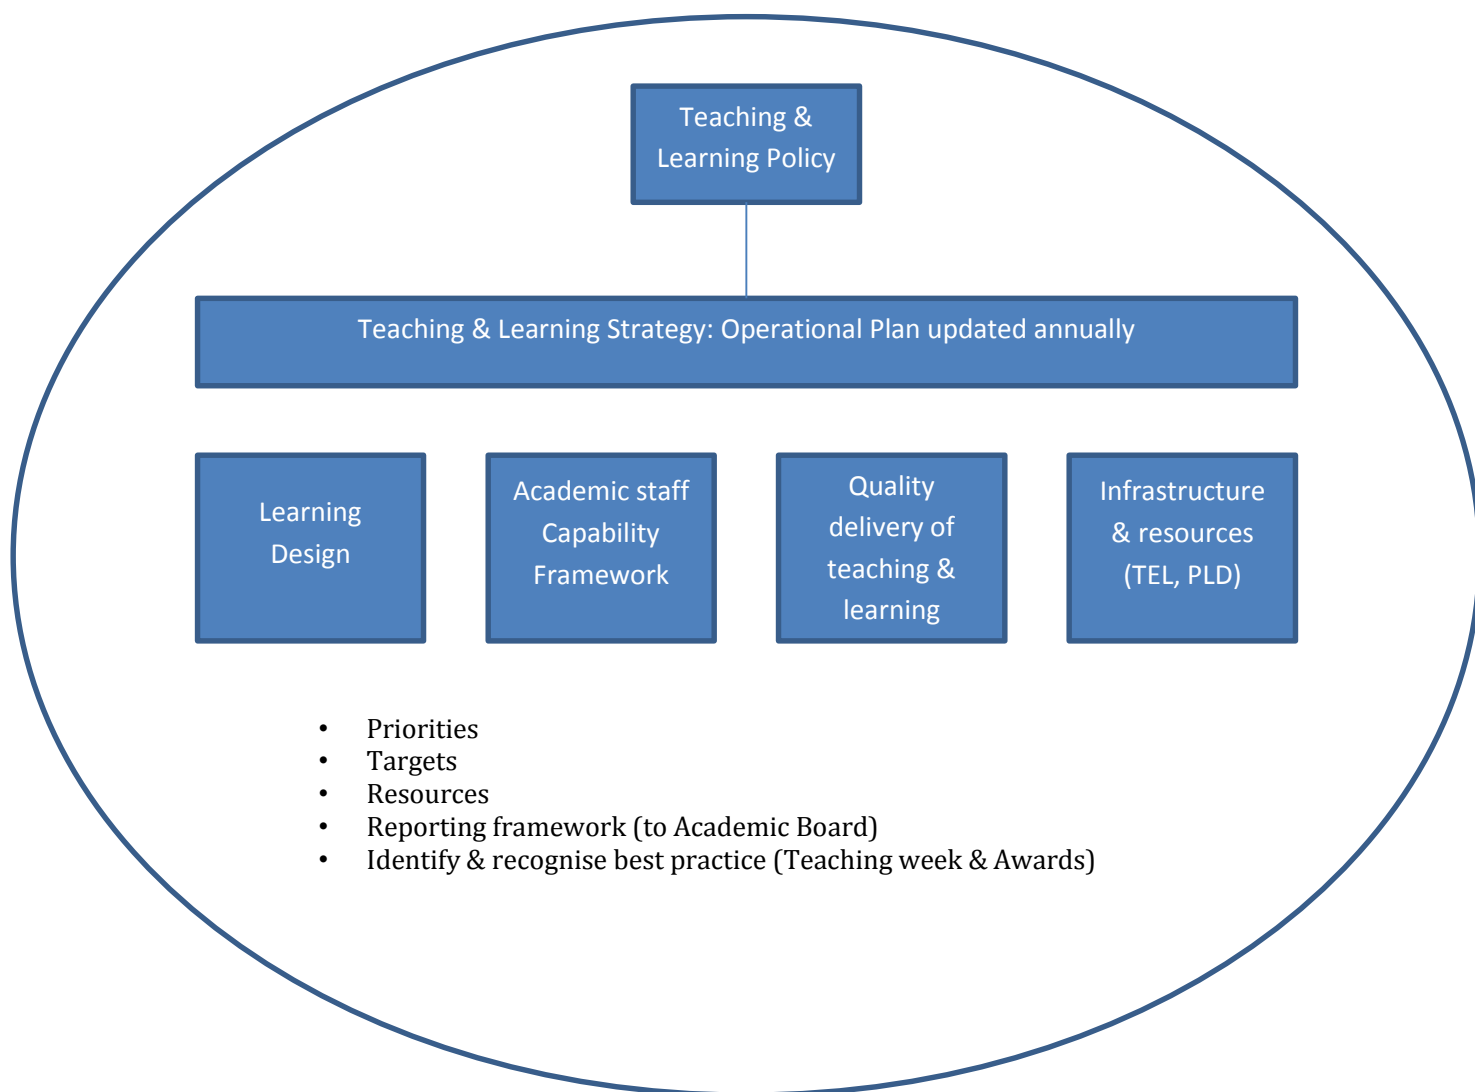 Teaching &
Learning Policy
Teaching & Learning Strategy: Operational Plan updated annually
Learning
Design
Academic staff
Capability
Framework
Quality
delivery of
teaching &
learning
Infrastructure
& resources
(TEL, PLD)
• Priorities
• Targets
• Resources
• Reporting framework (to Academic Board)
• Identify & recognise best practice (Teaching week & Awards)